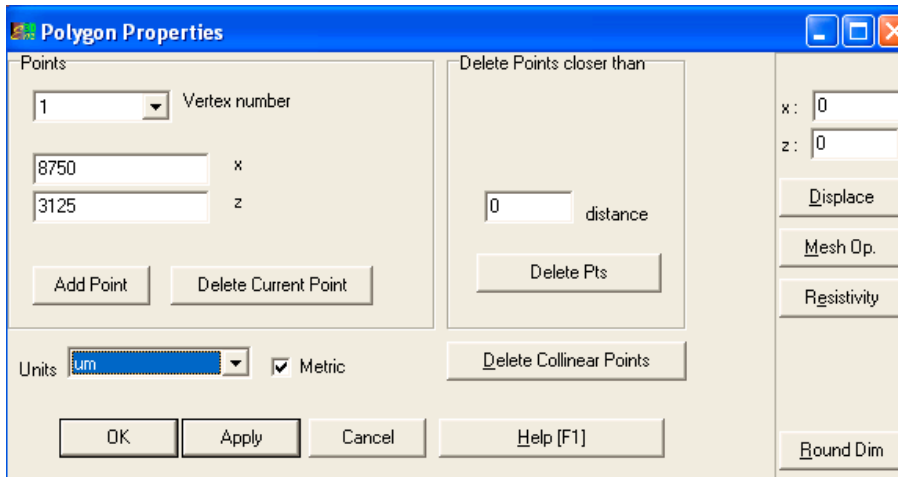 Polygon Properties
Points
1
Vertex number
8750
x
3125
z
Add Point
Delete Current Point
Delete Points closer than
0
distance
Delete Pts
Units
um
Metric
Delete Collinear Points
OK
Apply
Cancel
Help [F1]
x :
0
z :
0
Displace
Mesh Op.
Resistivity
Round Dim